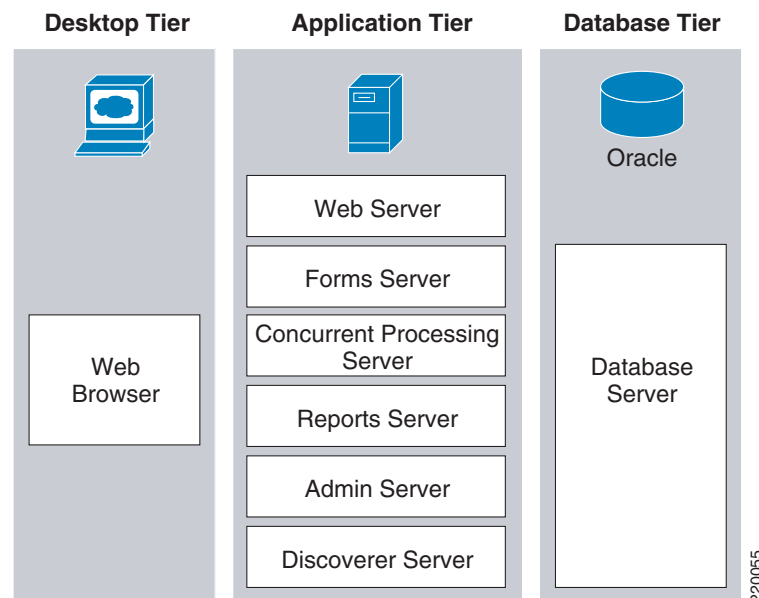 Desktop Tier
Application Tier
Database Tier
Oracle
Web Server
Forms Server
Concurrent Processing
Server
Reports Server
Admin Server
Discoverer Server
Web
Browser
Database
Server
220055